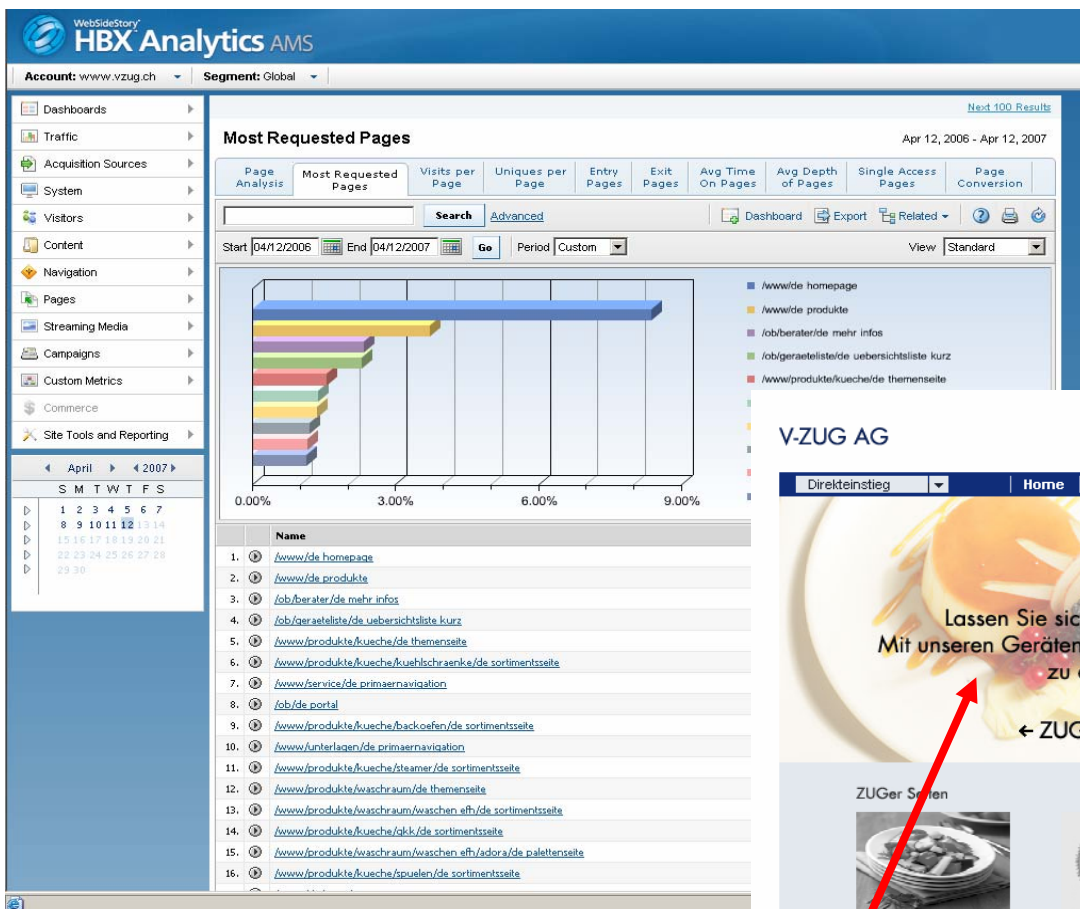 WebSideStory
HBX Analytics AMS
Account: www.vzug.ch Segment: Global
Dashboards
Traffic
Acquisition Sources
System
Visitors
Content
Navigation
Pages
Streaming Media
Campaigns
Custom Metrics
Commerce
Site Tools and Reporting
April 2007
S M T W T F S
1 2 3 4 5 6 7
8 9 10 11 12 13 14
15 16 17 18 19 20 21
22 23 24 25 26 27 28
29 30
Next 100 Results
Most Requested Pages
Apr 12, 2006 - Apr 12, 2007
Page Analysis
Most Requested Pages
Visits per Page
Uniques per Page
Entry Pages
Exit Pages
Avg Time On Pages
Avg Depth of Pages
Single Access Pages
Page Conversion
Search Advanced
Dashboard Export Related
Start 04/12/2006 End 04/12/2007 Go Period Custom View Standard
/www/de homepage
/www/de produkte
/ob/berater/de mehr infos
/ob/geraeteliste/de uebersichtsliste kurz
/www/produkte/kueche/de themenseite
0.00% 3.00% 6.00% 9.00%
Name
1. /www/de homepage
2. /www/de produkte
3. /ob/berater/de mehr infos
4. /ob/geraeteliste/de uebersichtsliste kurz
5. /www/produkte/kueche/de themenseite
6. /www/produkte/kueche/kuehlschraenke/de sortimentsseite
7. /www/service/de primaernavigation
8. /ob/de portal
9. /www/produkte/kueche/backoefen/de sortimentsseite
10. /www/unterlagen/de primaernavigation
11. /www/produkte/kueche/steamer/de sortimentsseite
12. /www/produkte/waschraum/de themenseite
13. /www/produkte/waschraum/waschen efh/de sortimentsseite
14. /www/produkte/kueche/gkk/de sortimentsseite
15. /www/produkte/waschraum/waschen efh/adora/de palettenseite
16. /www/produkte/kueche/spuelen/de sortimentsseite
V-ZUG AG
Direkteinstieg Home
Lassen Sie sic
Mit unseren Geräten
zu
← ZUG
ZUGer Seiten